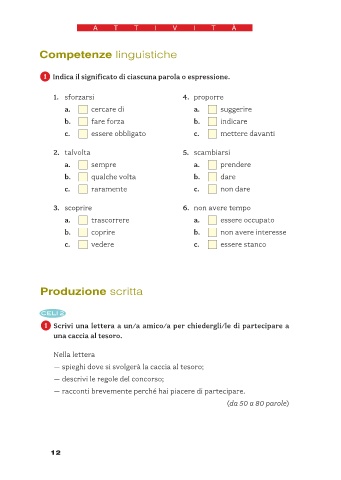 ATTIVITÀ
Competenze linguistiche
1 Indica il significato di ciascuna parola o espressione.
1. sforzarsi
a. cercare di
b. fare forza
c. essere obbligato
2. talvolta
a. sempre
b. qualche volta
c. raramente
3. scoprire
a. trascorrere
b. coprire
c. vedere
4. proporre
a. suggerire
b. indicare
c. mettere davanti
5. scambiarsi
a. prendere
b. dare
c. non dare
6. non avere tempo
a. essere occupato
b. non avere interesse
c. essere stanco
Produzione scritta
CELI 2
1 Scrivi una lettera a un/a amico/a per chiedergli/le di partecipare a
una caccia al tesoro.
Nella lettera
— spieghi dove si svolgerà la caccia al tesoro;
— descrivi le regole del concorso;
— racconti brevemente perché hai piacere di partecipare.
(da 50 a 80 parole)
12